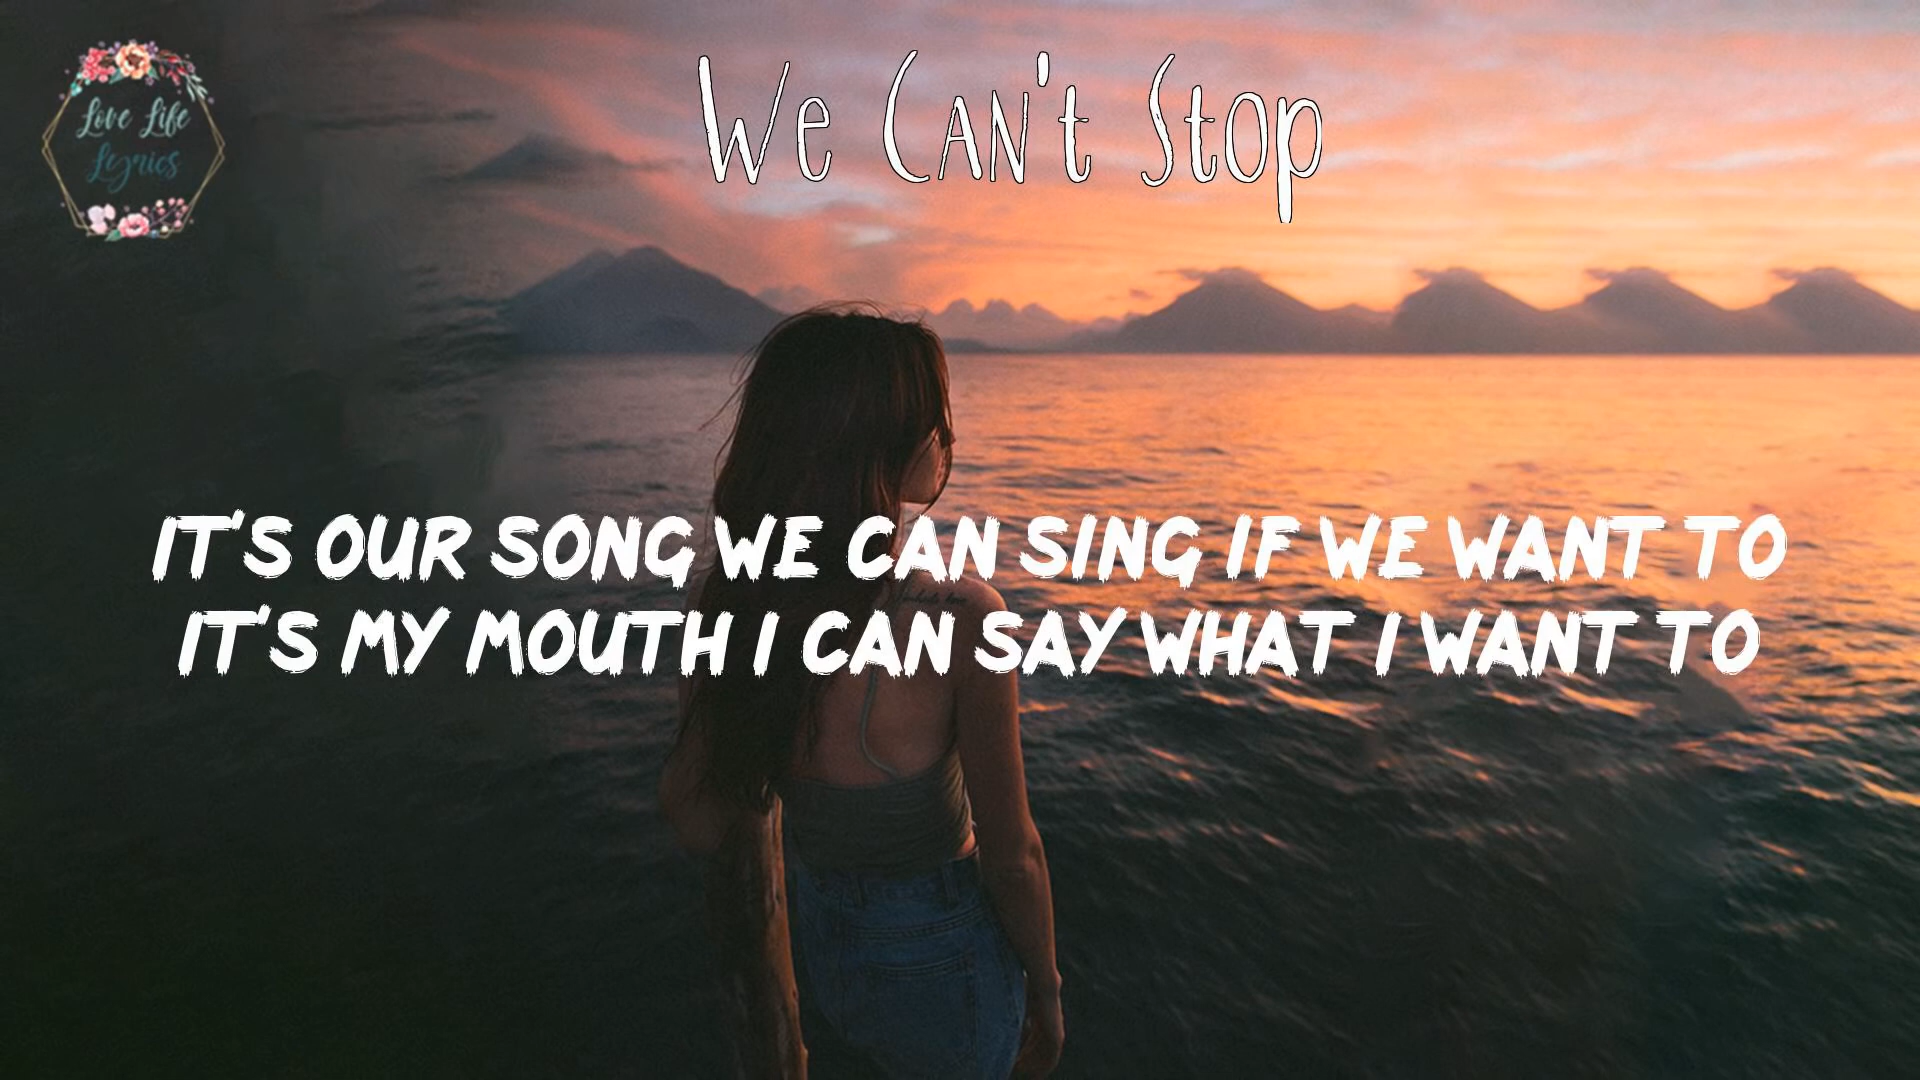 Love Life
Lyrics
We Can't Stop
IT'S OUR SONG WE CAN SING IF WE WANT TO
IT'S MY MOUTH I CAN SAY WHAT I WANT TO